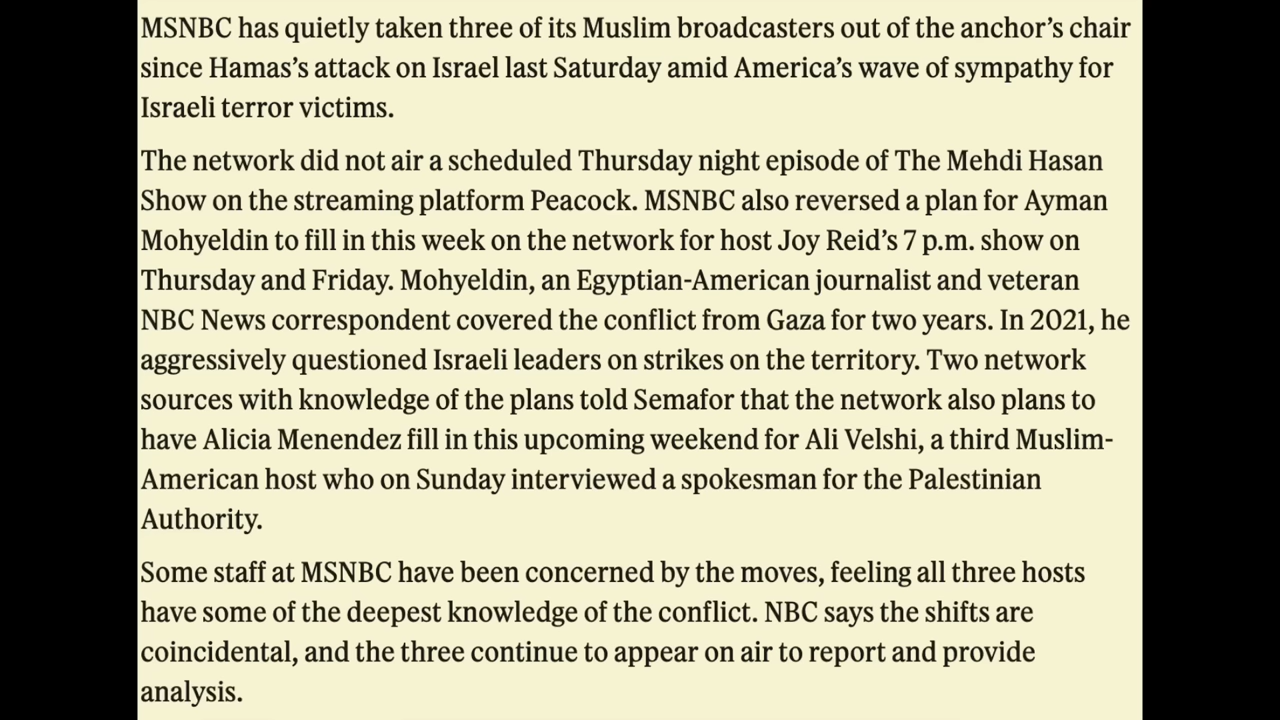 MSNBC has quietly taken three of its Muslim broadcasters out of the anchor’s chair
since Hamas’s attack on Israel last Saturday amid America’s wave of sympathy for
Israeli terror victims.
The network did not air a scheduled Thursday night episode of The Mehdi Hasan
Show on the streaming platform Peacock. MSNBC also reversed a plan for Ayman
Mohyeldin to fill in this week on the network for host Joy Reid’s 7 p.m. show on
Thursday and Friday. Mohyeldin, an Egyptian-American journalist and veteran
NBC News correspondent covered the conflict from Gaza for two years. In 2021, he
aggressively questioned Israeli leaders on strikes on the territory. Two network
sources with knowledge of the plans told Semafor that the network also plans to
have Alicia Menendez fill in this upcoming weekend for Ali Velshi, a third Muslim-
American host who on Sunday interviewed a spokesman for the Palestinian
Authority.
Some staff at MSNBC have been concerned by the moves, feeling all three hosts
have some of the deepest knowledge of the conflict. NBC says the shifts are
coincidental, and the three continue to appear on air to report and provide
analysis.